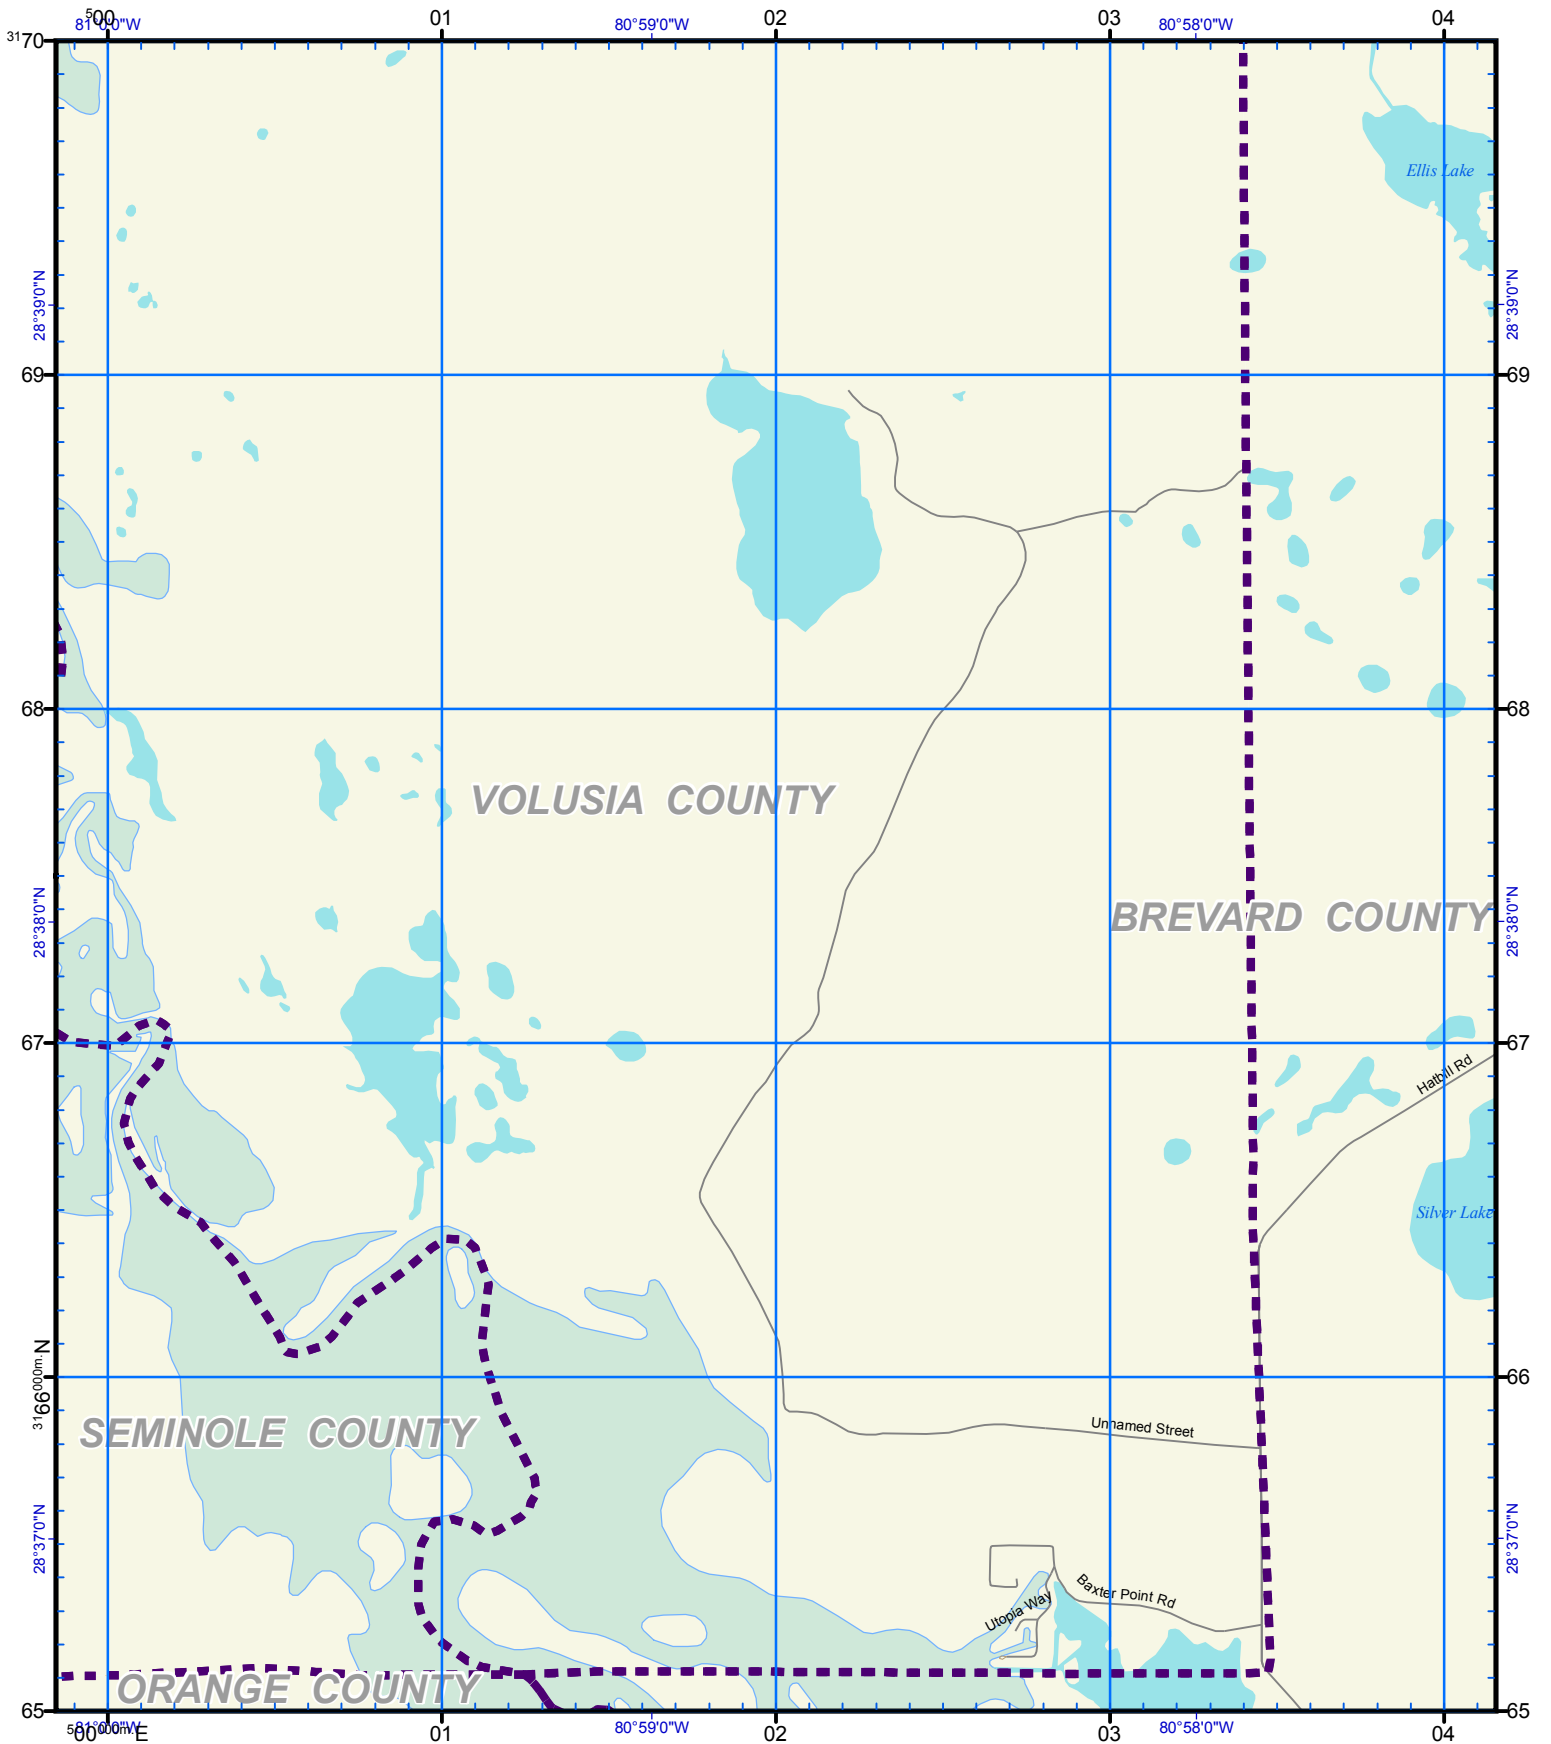 ⁵00 01 02 03 04
81°0'0"W 80°59'0"W 80°58'0"W
³¹70
Ellis Lake
28°39'0"N 28°39'0"N
69 69
68 68
VOLUSIA COUNTY
BREVARD COUNTY
28°38'0"N 28°38'0"N
67 67
Hatbill Rd
Silver Lake
³¹66⁰⁰⁰ᵐ·N 66
Unnamed Street
SEMINOLE COUNTY
28°37'0"N 28°37'0"N
Baxter Point Rd
Utopia Way
ORANGE COUNTY
65 65
81°0'0"W 80°59'0"W 80°58'0"W
⁵00⁰⁰⁰ᵐ·E 01 02 03 04